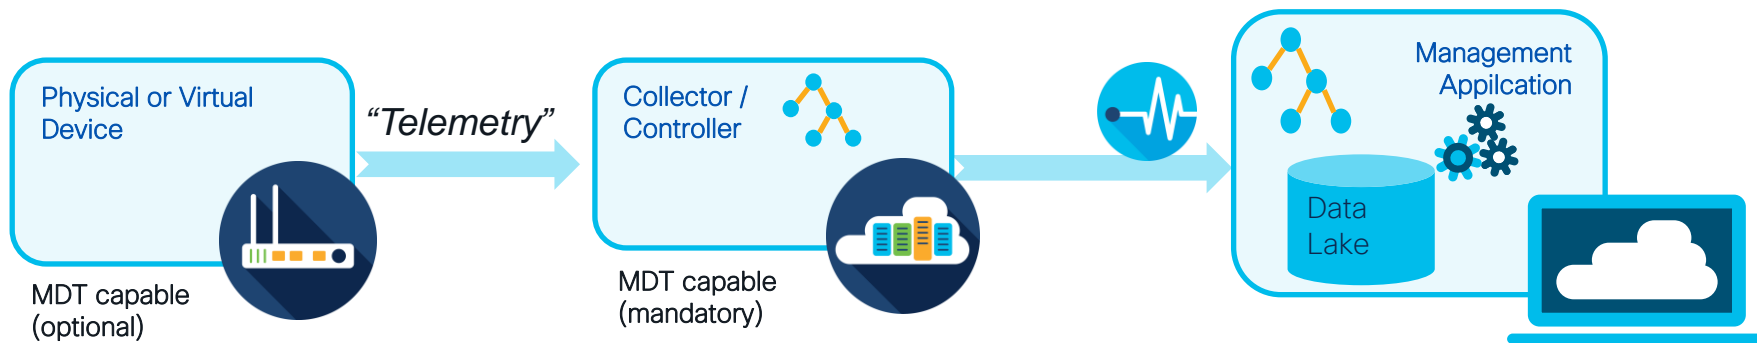 Physical or Virtual
Device
MDT capable
(optional)
“Telemetry”
Collector /
Controller
MDT capable
(mandatory)
Management
Appilcation
Data
Lake